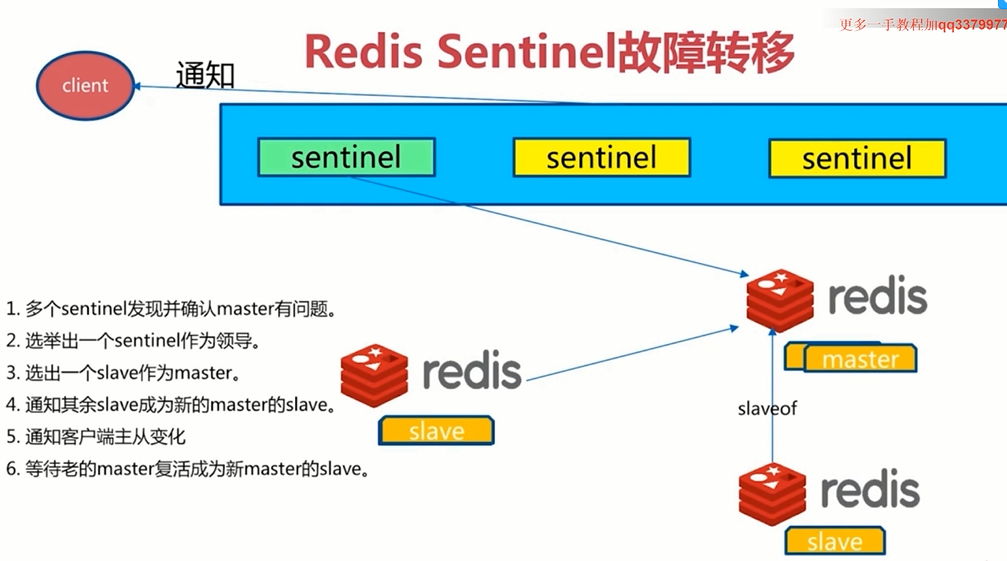 更多一手教程加qq3379977
Redis Sentinel故障转移
client
通知
sentinel
sentinel
sentinel
redis
master
1. 多个sentinel发现并确认master有问题。
2. 选举出一个sentinel作为领导。
3. 选出一个slave作为master。
4. 通知其余slave成为新的master的slave。
5. 通知客户端主从变化
6. 等待老的master复活成为新master的slave。
redis
slave
slaveof
redis
slave